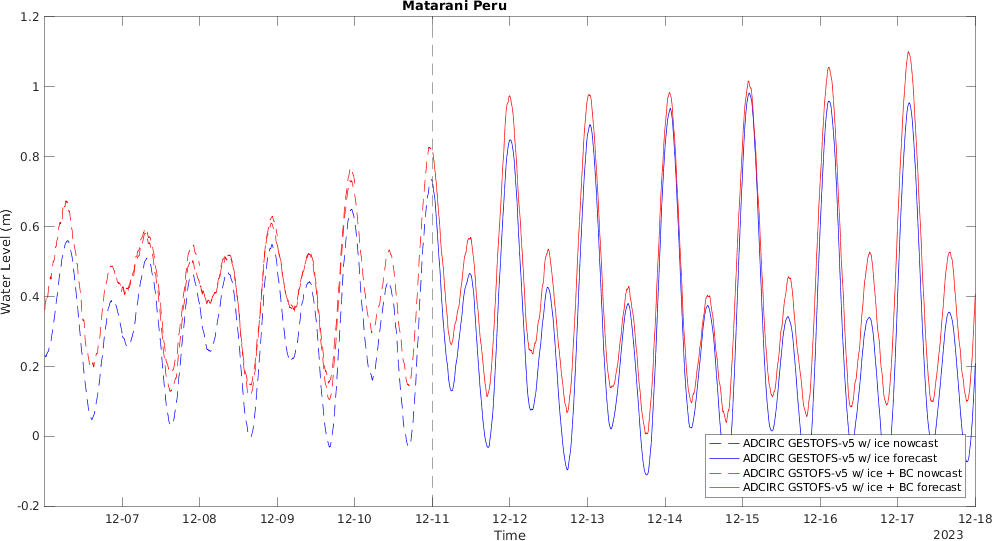 Matarani Peru
1.2
1
0.8
0.6
0.4
0.2
0
-0.2
Water Level (m)
12-07 12-08 12-09 12-10 12-11 12-12 12-13 12-14 12-15 12-16 12-17 12-18
Time
2023
ADCIRC GESTOFS-v5 w/ ice nowcast
ADCIRC GESTOFS-v5 w/ ice forecast
ADCIRC GSTOFS-v5 w/ ice + BC nowcast
ADCIRC GSTOFS-v5 w/ ice + BC forecast